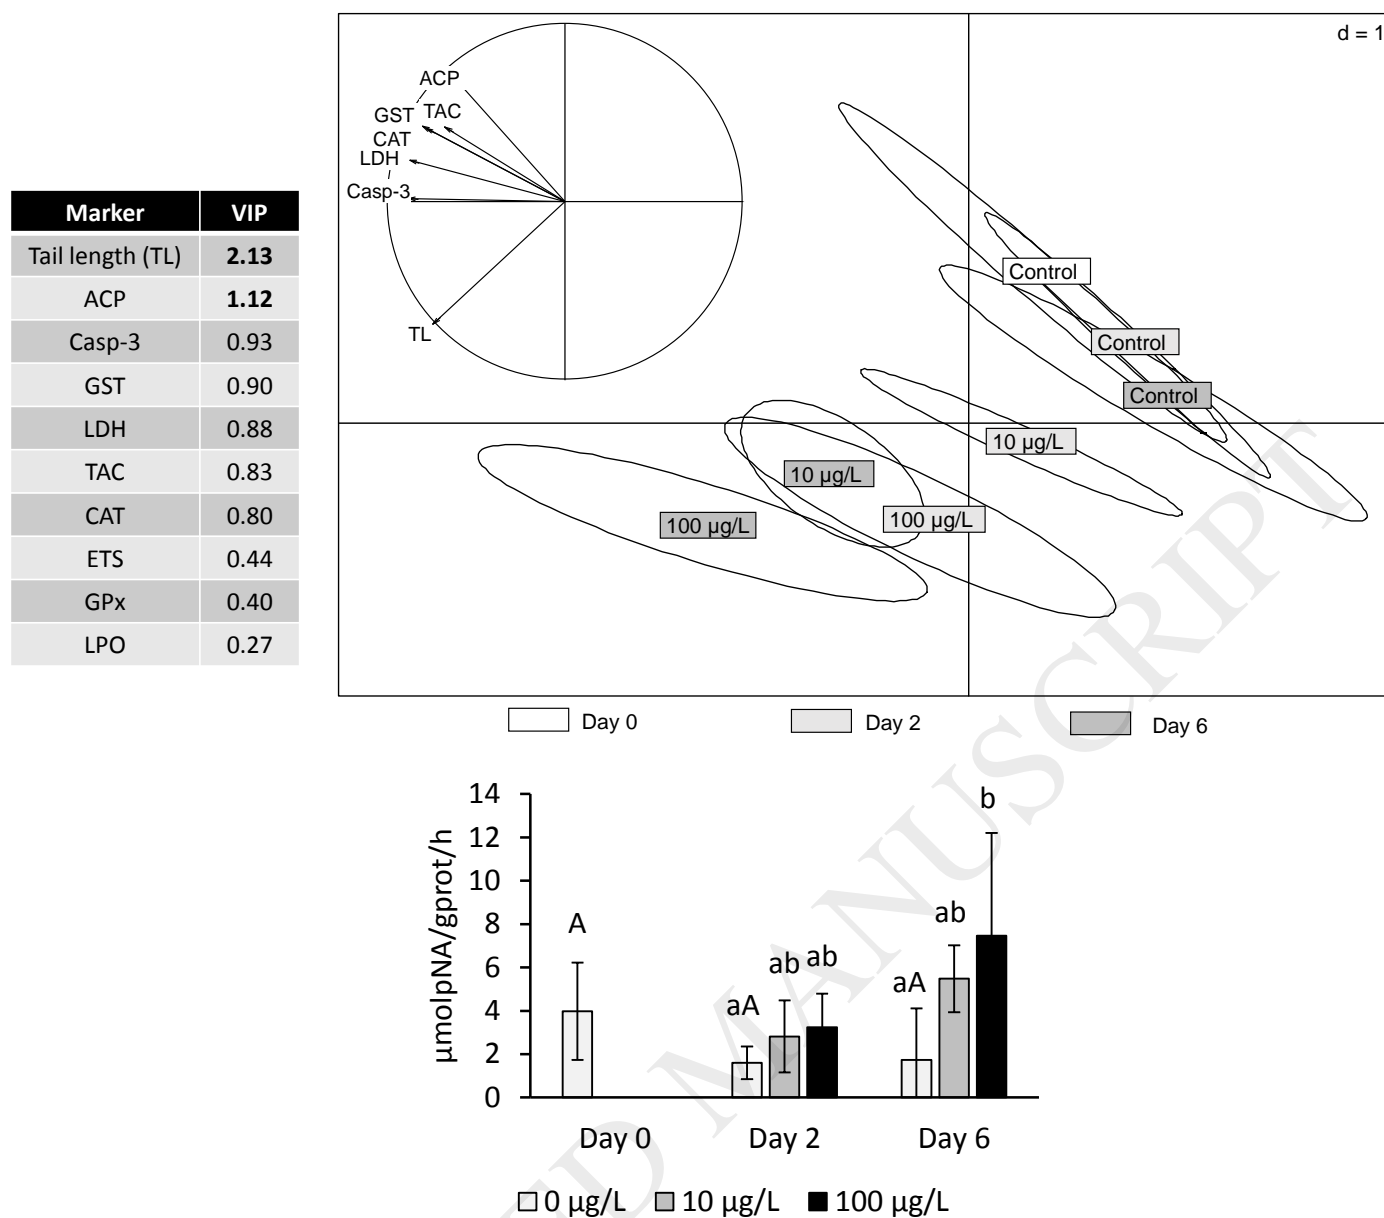 d = 1
ACP
GST TAC
CAT
LDH
Casp-3
TL
Control
Control
Control
10 µg/L
10 µg/L
100 µg/L
100 µg/L
Marker VIP
Tail length (TL) 2.13
ACP 1.12
Casp-3 0.93
GST 0.90
LDH 0.88
TAC 0.83
CAT 0.80
ETS 0.44
GPx 0.40
LPO 0.27
Day 0 Day 2 Day 6
µmolpNA/gprot/h
14
12
10
8
6
4
2
0
A
aA ab ab
aA ab b
Day 0 Day 2 Day 6
0 µg/L 10 µg/L 100 µg/L
ED MANUSCRIPT